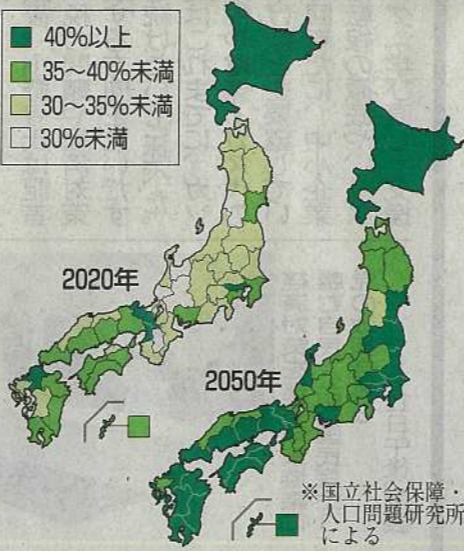 40%以上
35〜40%未満
30〜35%未満
30%未満
2020年
2050年
※国立社会保障・
人口問題研究所
による